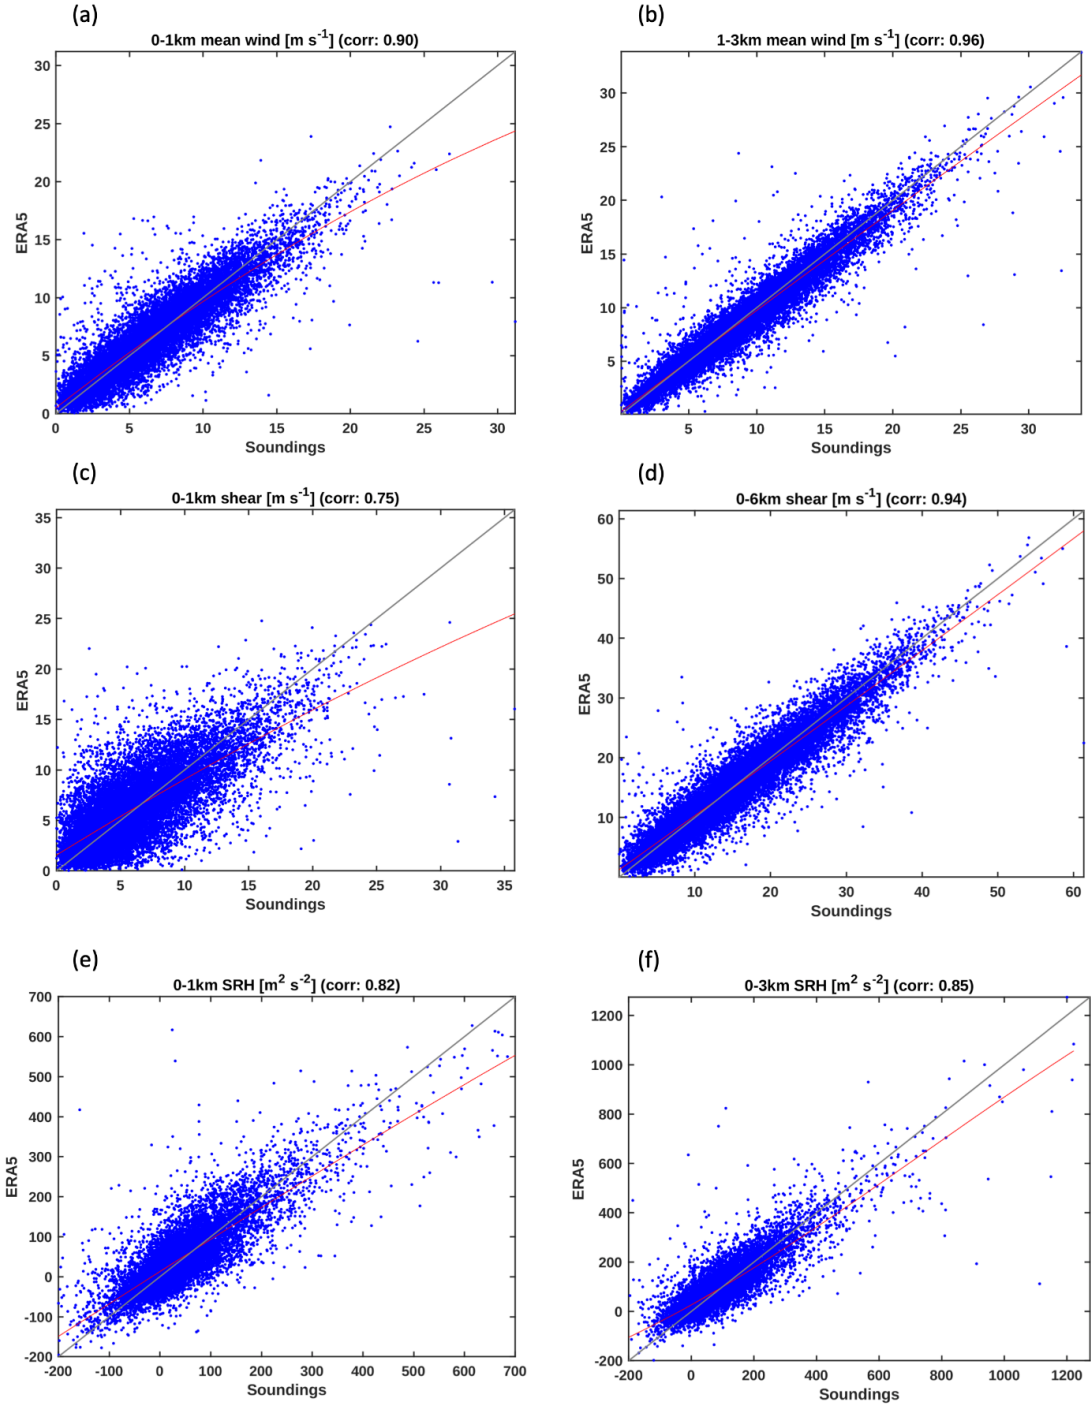 (a)
0-1km mean wind [m s-1] (corr: 0.90)
30
25
20
15
10
5
0
ERA5
0 5 10 15 20 25 30
Soundings
(b)
1-3km mean wind [m s-1] (corr: 0.96)
30
25
20
15
10
5
ERA5
5 10 15 20 25 30
Soundings
(c)
0-1km shear [m s-1] (corr: 0.75)
35
30
25
20
15
10
5
0
ERA5
0 5 10 15 20 25 30 35
Soundings
(d)
0-6km shear [m s-1] (corr: 0.94)
60
50
40
30
20
10
ERA5
10 20 30 40 50 60
Soundings
(e)
0-1km SRH [m2 s-2] (corr: 0.82)
700
600
500
400
300
200
100
0
-100
-200
ERA5
-200 -100 0 100 200 300 400 500 600 700
Soundings
(f)
0-3km SRH [m2 s-2] (corr: 0.85)
1200
1000
800
600
400
200
0
-200
ERA5
-200 0 200 400 600 800 1000 1200
Soundings